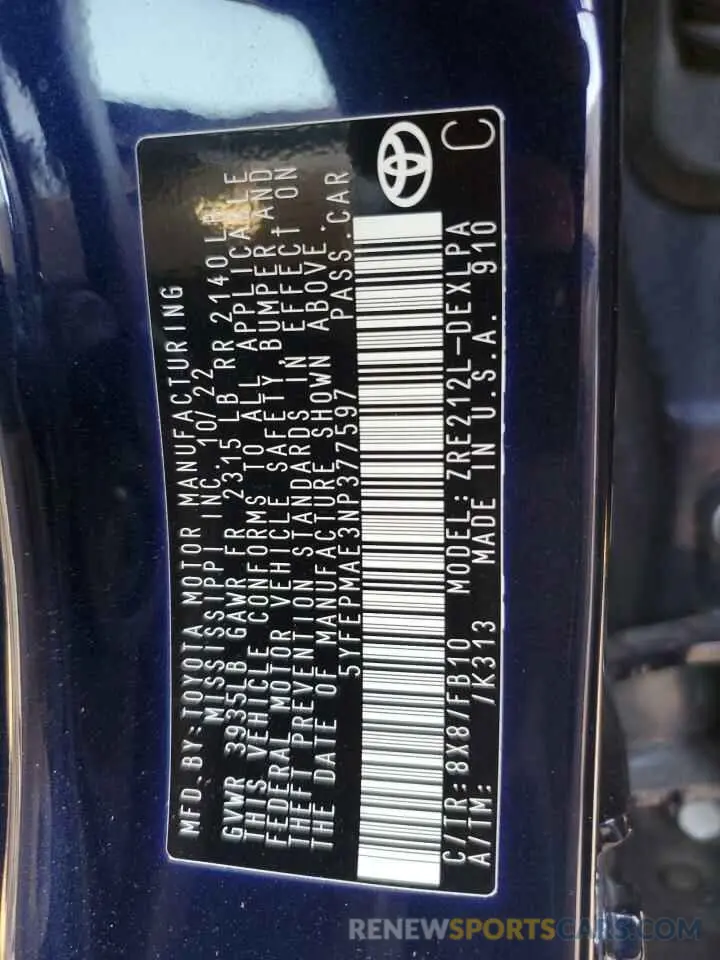 MFD. BY: TOYOTA MOTOR MANUFACTURING
MISSISSIPPI INC. 10/22
GVWR 3935LB GAWR FR 2315 LB RR 2140 LB
THIS VEHICLE CONFORMS TO ALL APPLICABLE
FEDERAL MOTOR VEHICLE SAFETY, BUMPER, AND
THEFT PREVENTION STANDARDS IN EFFECT ON
THE DATE OF MANUFACTURE SHOWN ABOVE.
5YFEPMAE3NP377597 PASS. CAR
C/TR: 8X8/FB10 MODEL: ZRE212L-DEXLPA
A/TM: /K313 MADE IN U.S.A. 910
C
RENEWSPORTSCARS.COM